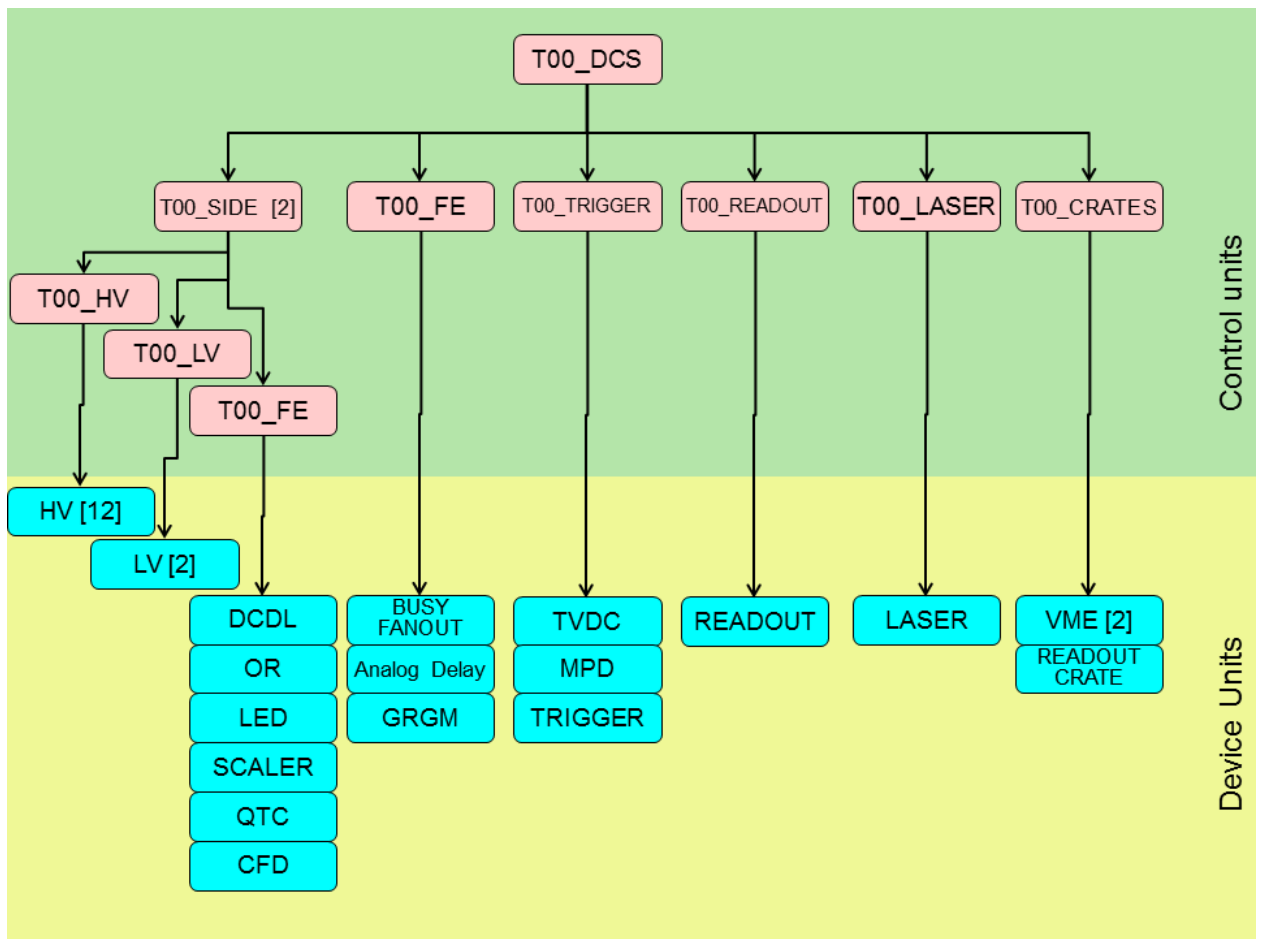 T00_DCS
T00_SIDE [2]
T00_FE
T00_TRIGGER
T00_READOUT
T00_LASER
T00_CRATES
T00_HV
T00_LV
T00_FE
Control units
HV [12]
LV [2]
DCDL
OR
LED
SCALER
QTC
CFD
BUSY
FANOUT
Analog Delay
GRGM
TVDC
MPD
TRIGGER
READOUT
LASER
VME [2]
READOUT
CRATE
Device Units